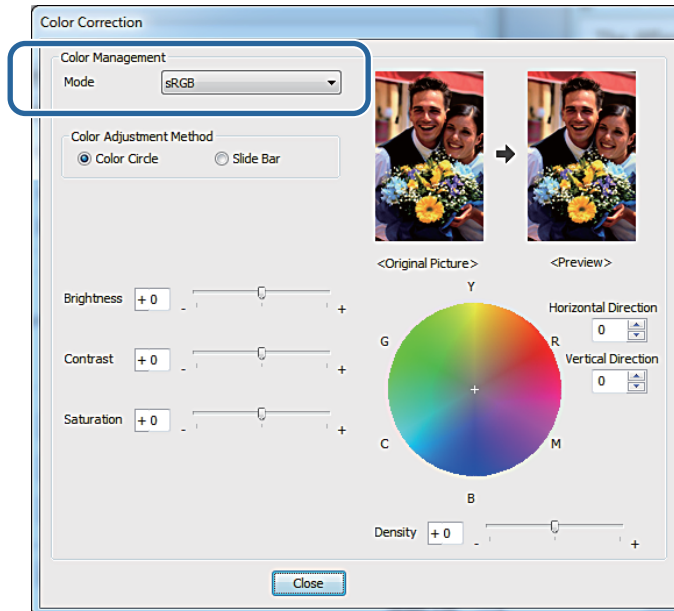 Color Correction
Color Management
Mode sRGB
Color Adjustment Method
Color Circle Slide Bar
<Original Picture> <Preview>
Brightness + 0 - +
Contrast + 0 - +
Saturation + 0 - +
Y
G R
C M
B
Horizontal Direction
0
Vertical Direction
0
Density + 0 - +
Close